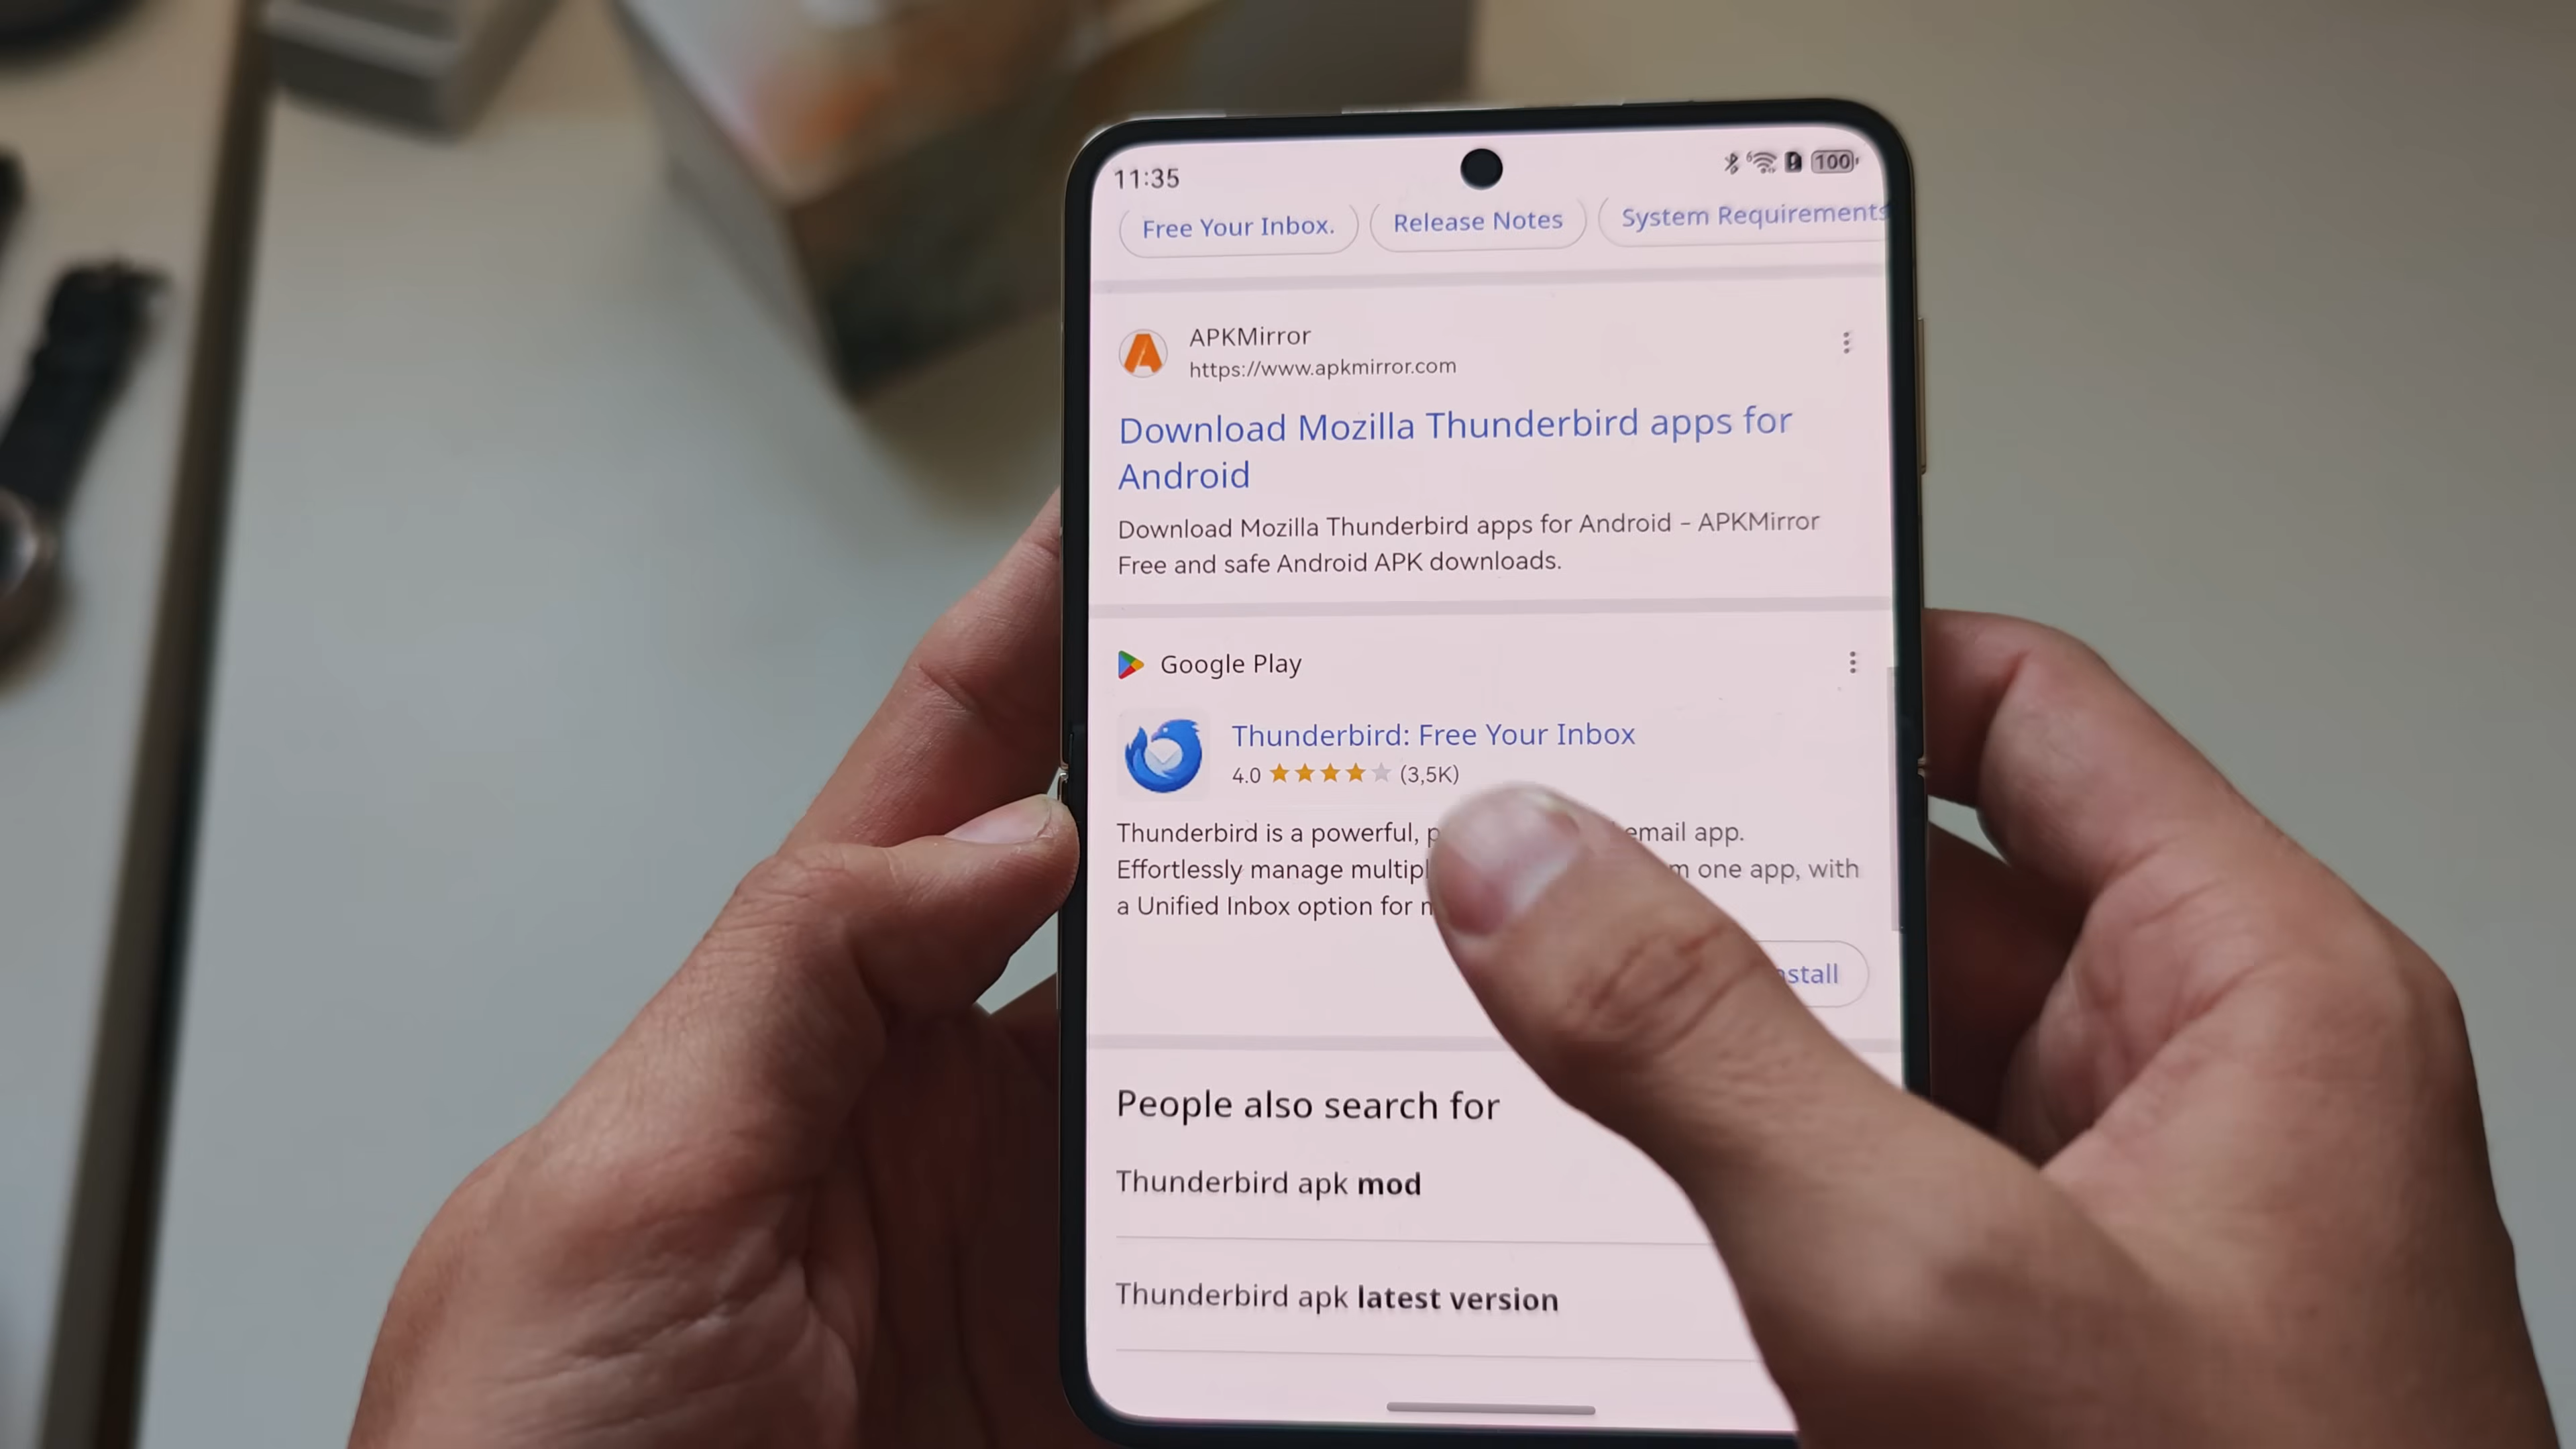 11:35
100
Free Your Inbox.
Release Notes
System Requirements
APKMirror
https://www.apkmirror.com
Download Mozilla Thunderbird apps for
Android
Download Mozilla Thunderbird apps for Android - APKMirror
Free and safe Android APK downloads.
Google Play
Thunderbird: Free Your Inbox
4.0 (3,5K)
Thunderbird is a powerful, email app.
Effortlessly manage one app, with
a Unified Inbox option for
People also search for
Thunderbird apk mod
Thunderbird apk latest version